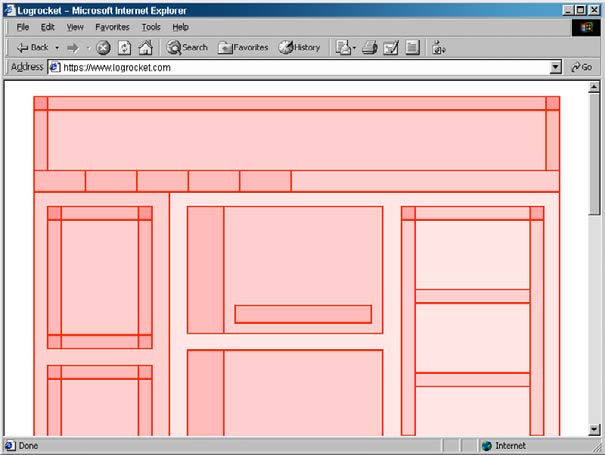 Logrocket - Microsoft Internet Explorer
File Edit View Favorites Tools Help
Back Search Favorites History
Address https://www.logrocket.com Go
Done Internet